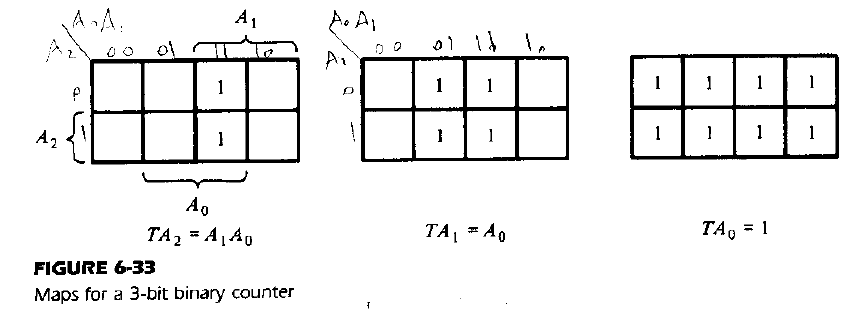 A₀A₁ A₁ A₀A₁
A₂ 00 01 11 10 A₂ 00 01 11 10
0 1 0 1 1 1 1 1 1
A₂ 1 1 1 1 1 1 1 1 1
A₀
TA₂ = A₁A₀ TA₁ = A₀ TA₀ = 1
FIGURE 6-33
Maps for a 3-bit binary counter